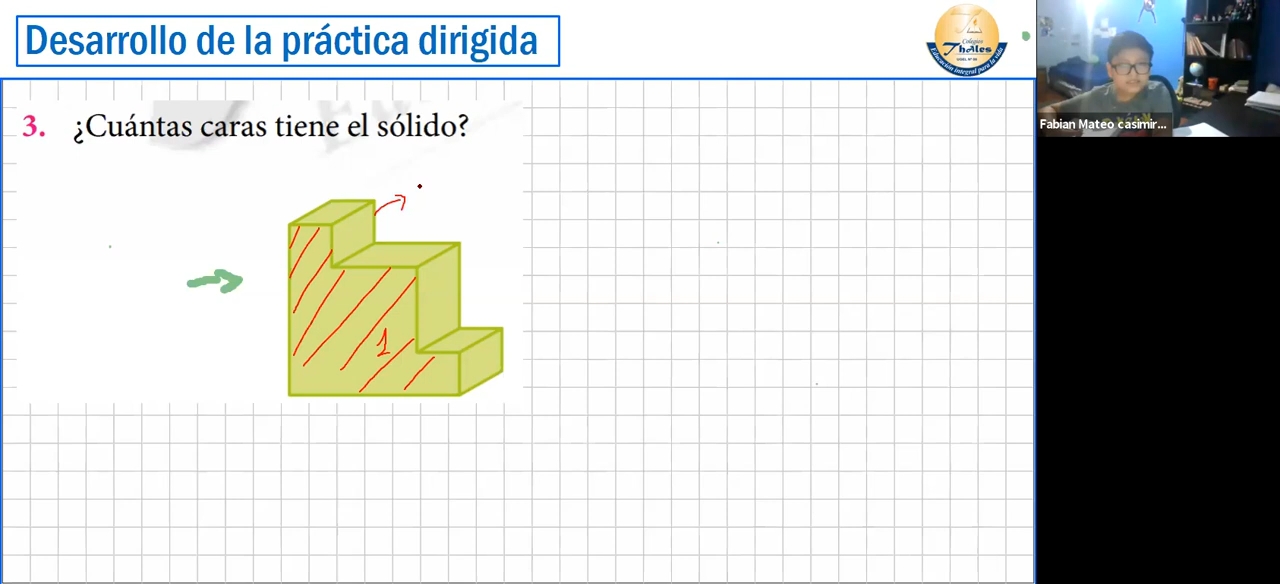 Desarrollo de la práctica dirigida
Colegio
Thales
Educación integral para la vida
Fabian Mateo casimir...
3. ¿Cuántas caras tiene el sólido?
1